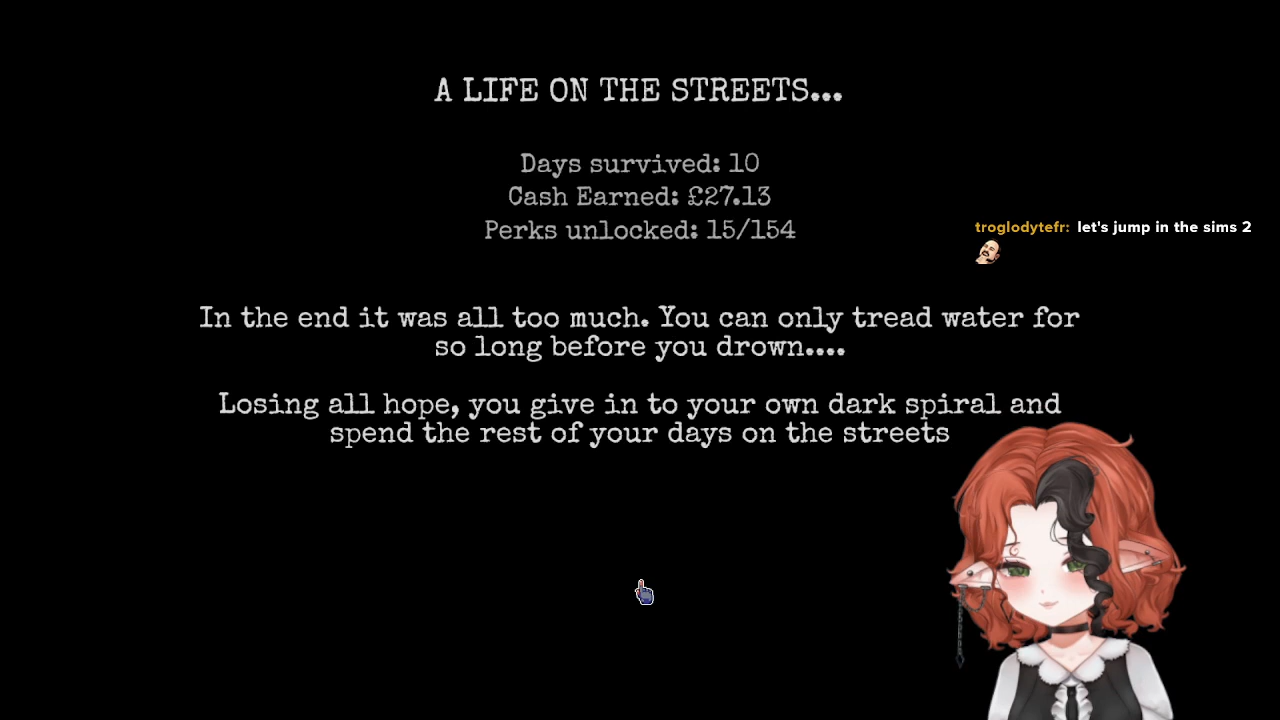 A LIFE ON THE STREETS...
Days survived: 10
Cash Earned: £27.13
Perks unlocked: 15/154
troglodytefr: let's jump in the sims 2
In the end it was all too much. You can only tread water for
so long before you drown....
Losing all hope, you give in to your own dark spiral and
spend the rest of your days on the streets